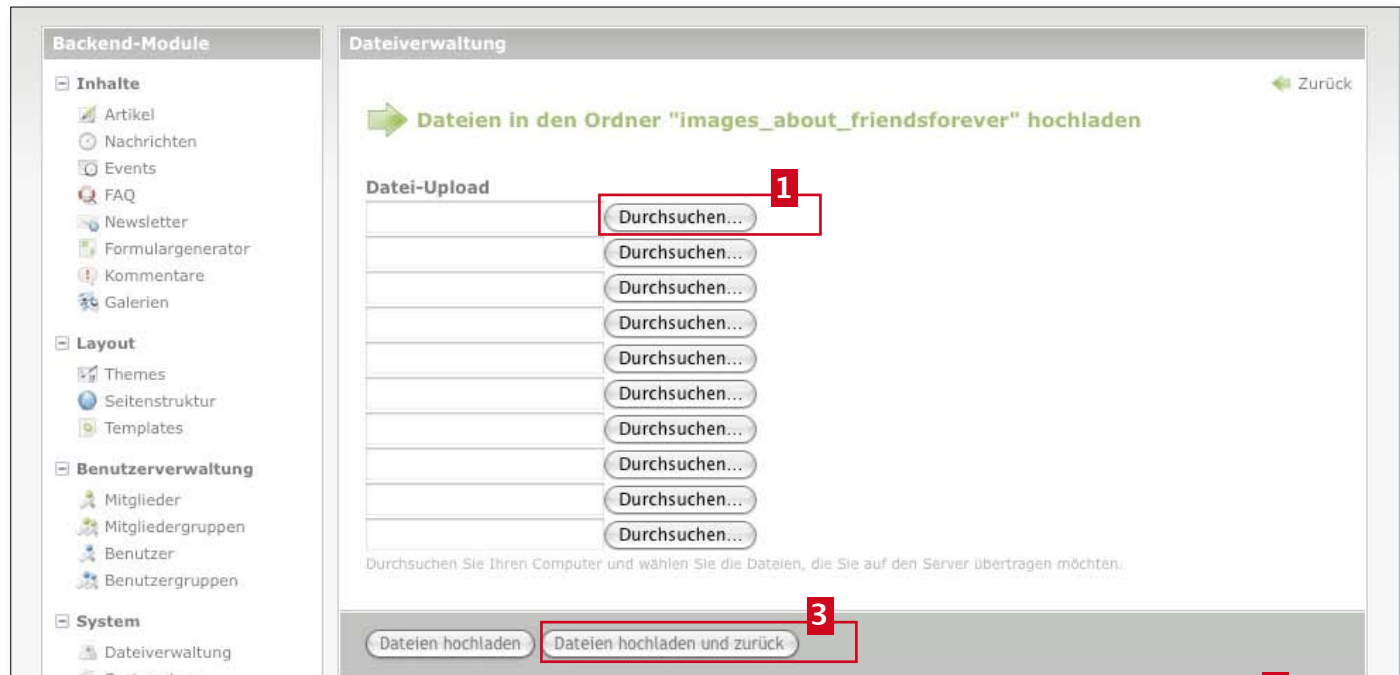 Backend-Module
Inhalte
Artikel
Nachrichten
Events
FAQ
Newsletter
Formulargenerator
Kommentare
Galerien
Layout
Themes
Seitenstruktur
Templates
Benutzerverwaltung
Mitglieder
Mitgliedergruppen
Benutzer
Benutzergruppen
System
Dateiverwaltung
Dateiverwaltung
Zurück
Dateien in den Ordner "images_about_friendsforever" hochladen
Datei-Upload
1
Durchsuchen...
Durchsuchen...
Durchsuchen...
Durchsuchen...
Durchsuchen...
Durchsuchen...
Durchsuchen...
Durchsuchen...
Durchsuchen...
Durchsuchen...
Durchsuchen Sie Ihren Computer und wählen Sie die Dateien, die Sie auf den Server übertragen möchten.
3
Dateien hochladen Dateien hochladen und zurück